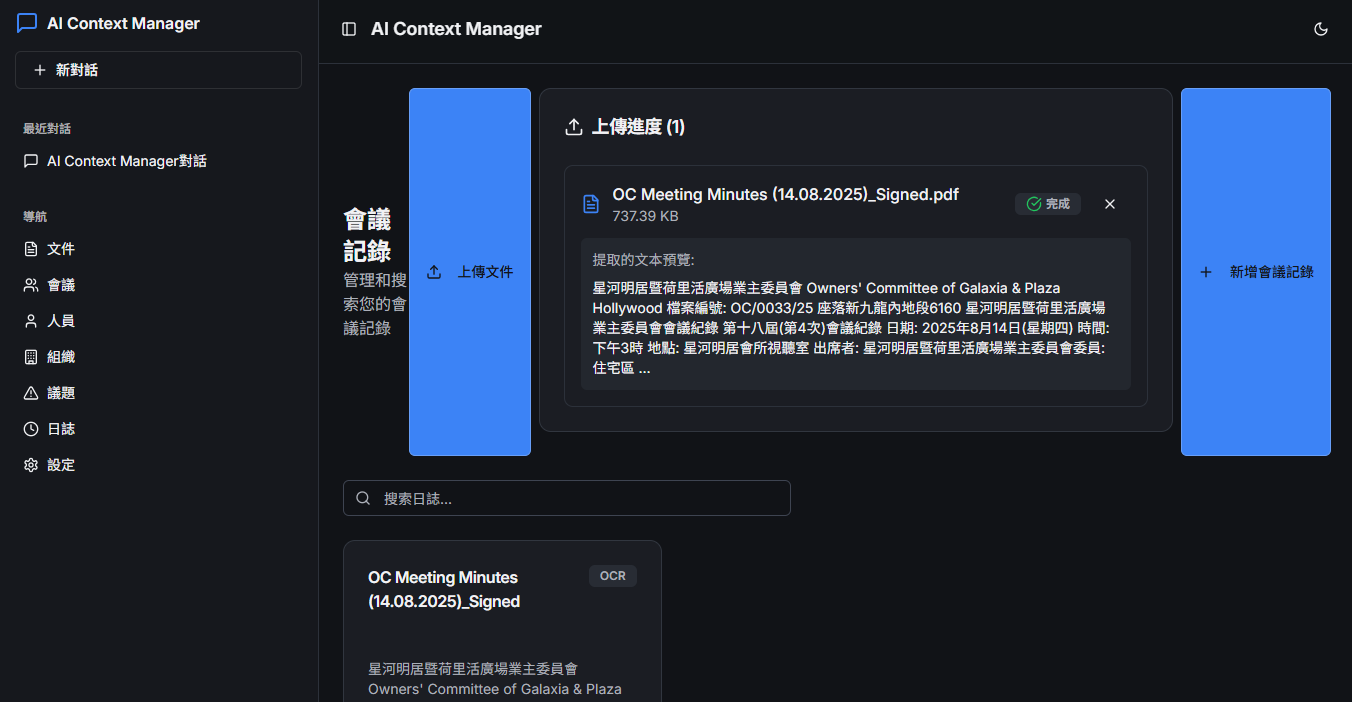 AI Context Manager
新對話
最近對話
AI Context Manager對話
導航
文件
會議
人員
組織
議題
日誌
設定
AI Context Manager
會議
記錄
管理和搜
索您的會
議記錄
上傳文件
上傳進度 (1)
OC Meeting Minutes (14.08.2025)_Signed.pdf
737.39 KB
完成
提取的文本預覽:
星河明居暨荷里活廣場業主委員會 Owners' Committee of Galaxia & Plaza
Hollywood 檔案編號: OC/0033/25 座落新九龍內地段6160 星河明居暨荷里活廣場
業主委員會會議紀錄 第十八屆(第4次)會議紀錄 日期: 2025年8月14日(星期四) 時間:
下午3時 地點: 星河明居會所視聽室 出席者: 星河明居暨荷里活廣場業主委員會委員:
住宅區 ...
新增會議記錄
搜索日誌...
OC Meeting Minutes
(14.08.2025)_Signed
OCR
星河明居暨荷里活廣場業主委員會
Owners' Committee of Galaxia & Plaza